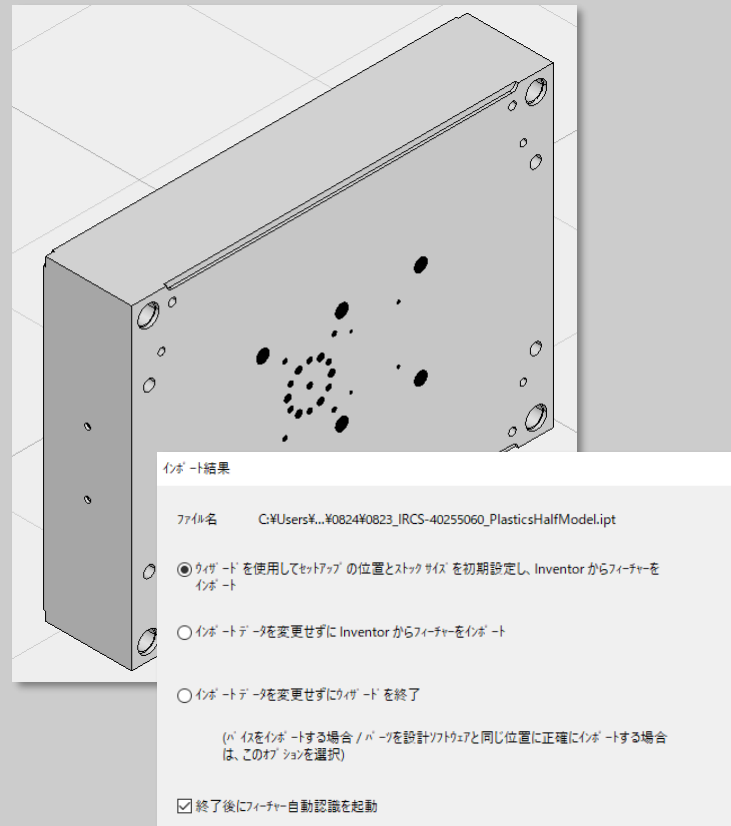 インポート結果
ファイル名 C:¥Users¥...¥0824¥0823_IRCS-40255060_PlasticsHalfModel.ipt
ウィザードを使用してセットアップの位置とストック サイズを初期設定し、Inventor からフィーチャーを
インポート
インポートデータを変更せずに Inventor からフィーチャーをインポート
インポートデータを変更せずにウィザードを終了
(バイスをインポートする場合 / パーツを設計ソフトウェアと同じ位置に正確にインポートする場合
は、このオプションを選択)
終了後にフィーチャー自動認識を起動